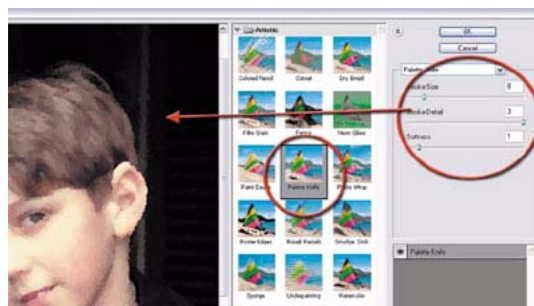 Artistic
OK
Cancel
Colored Pencil
Cutout
Dry Brush
Palette Knife
Stroke Size 8
Film Grain
Fresco
Neon Glow
Stroke Detail 3
Softness 1
Paint Daubs
Palette Knife
Plastic Wrap
Poster Edges
Rough Pastels
Smudge Stick
Palette Knife
Sponge
Underpainting
Watercolor